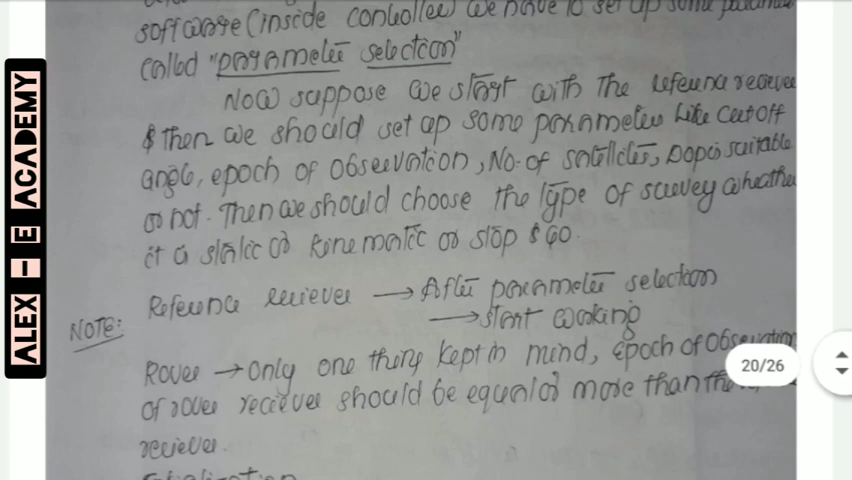 software (inside controller) we have to set up some
called "parameter selection"
Now suppose we start with the reference reciever
& then we should set up some parameters like cutoff
angle, epoch of observation, No. of satellites, Dop is suitable
or not. Then we should choose the type of survey wheather
it is static or kinematic or stop & Go.
Reference reciever → After parameter selection
NOTE:
→ start working
Rover → Only one thing kept in mind, epoch of observation
of rover reciever should be equal or more than the
reciever.
20/26
ALEX - E ACADEMY